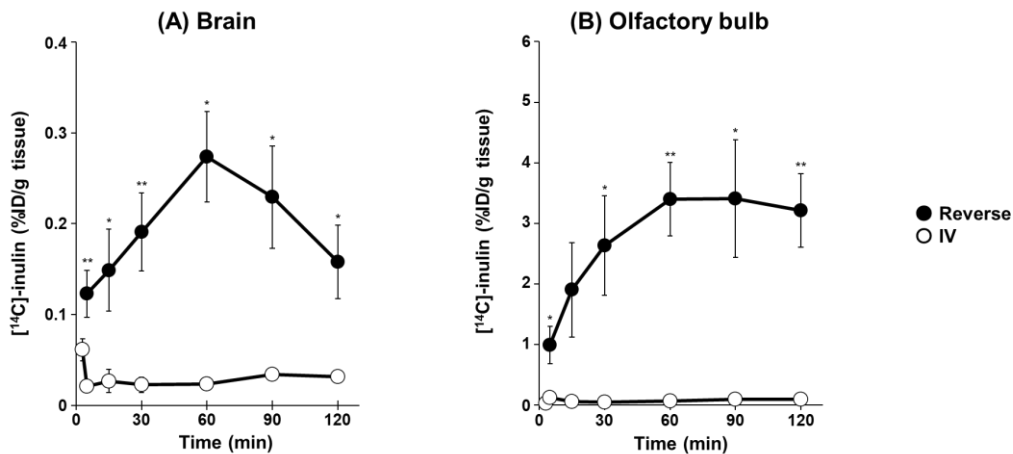 (A) Brain
[¹⁴C]-inulin (%ID/g tissue)
0.4
0.3
0.2
0.1
0
**
*
**
*
*
*
0 30 60 90 120
Time (min)
(B) Olfactory bulb
[¹⁴C]-inulin (%ID/g tissue)
6
5
4
3
2
1
0
*
*
**
*
**
0 30 60 90 120
Time (min)
Reverse
IV